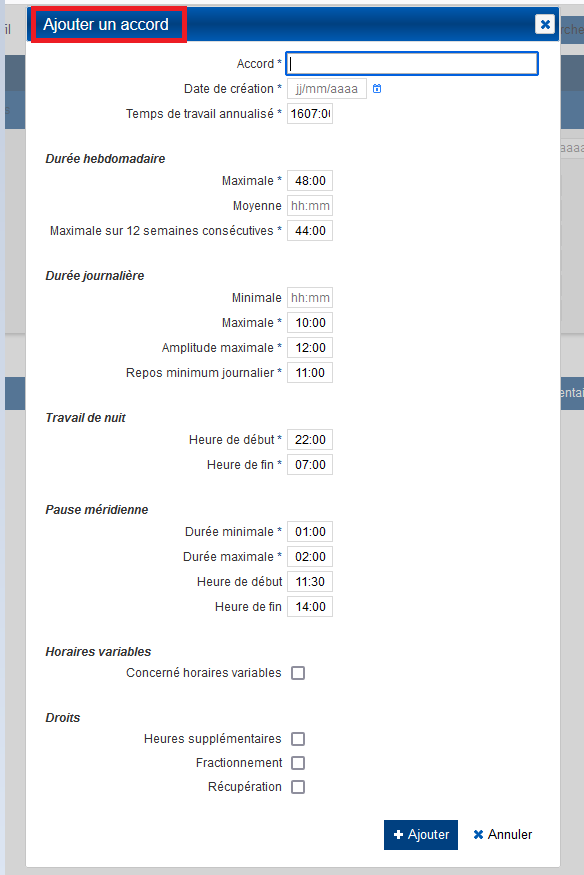 Ajouter un accord
Accord *
Date de création * jj/mm/aaaa
Temps de travail annualisé * 1607:00
Durée hebdomadaire
Maximale * 48:00
Moyenne hh:mm
Maximale sur 12 semaines consécutives * 44:00
Durée journalière
Minimale hh:mm
Maximale * 10:00
Amplitude maximale * 12:00
Repos minimum journalier * 11:00
Travail de nuit
Heure de début * 22:00
Heure de fin * 07:00
Pause méridienne
Durée minimale * 01:00
Durée maximale * 02:00
Heure de début 11:30
Heure de fin 14:00
Horaires variables
Concerné horaires variables
Droits
Heures supplémentaires
Fractionnement
Récupération
Ajouter Annuler